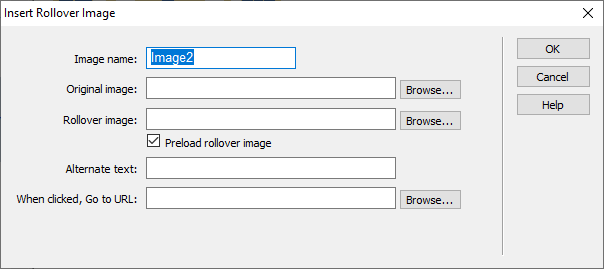 Insert Rollover Image
Image name: Image2
OK
Original image: Browse...
Cancel
Rollover image: Browse...
Help
Preload rollover image
Alternate text:
When clicked, Go to URL: Browse...